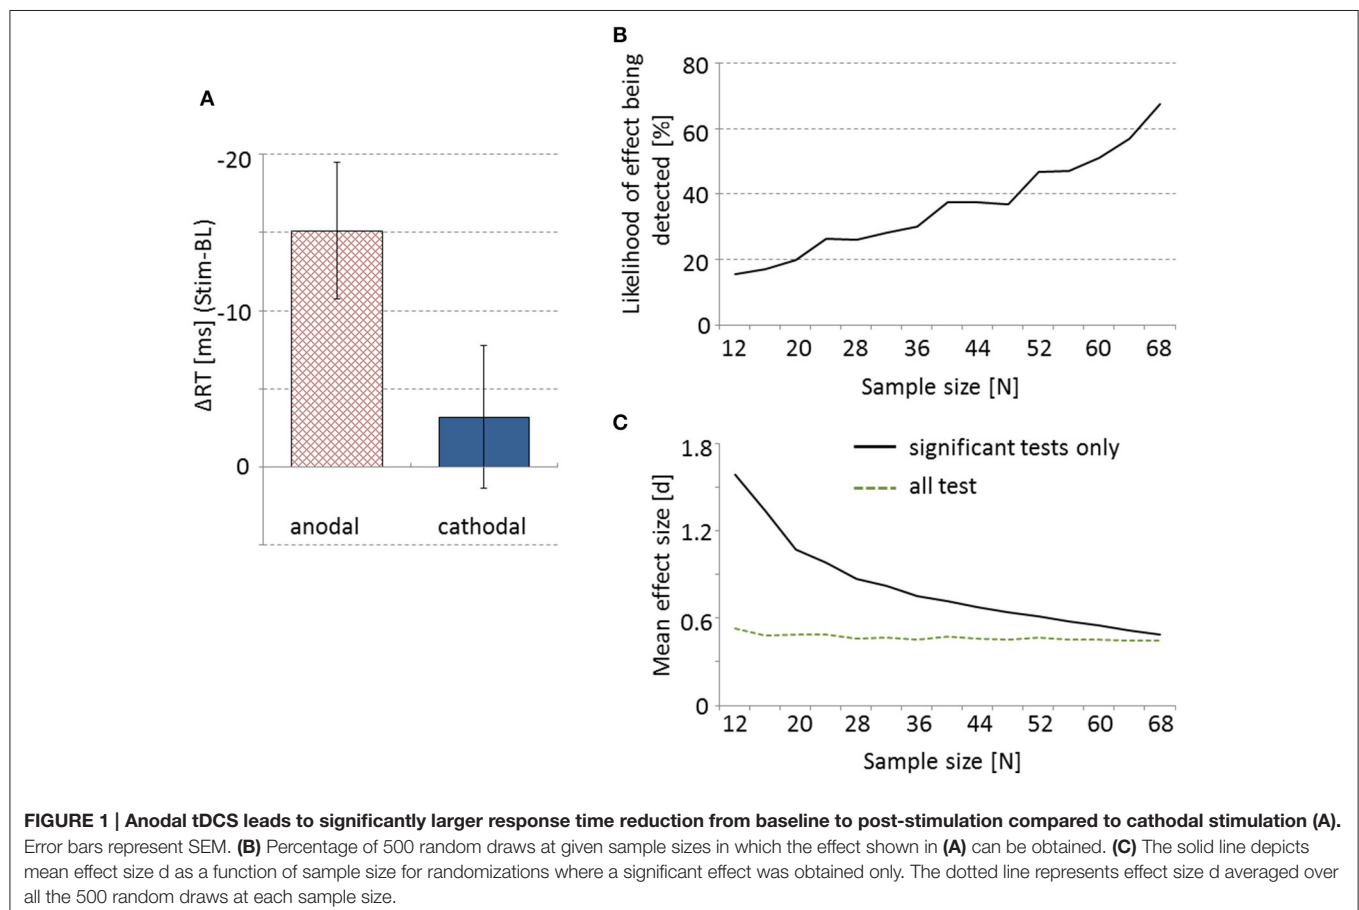 A
ΔRT [ms] (Stim-BL)
-20
-10
0
anodal
cathodal
B
Likelihood of effect being
detected [%]
80
60
40
20
0
12 20 28 36 44 52 60 68
Sample size [N]
C
Mean effect size [d]
1.8
1.2
0.6
0
significant tests only
all test
12 20 28 36 44 52 60 68
Sample size [N]
FIGURE 1 | Anodal tDCS leads to significantly larger response time reduction from baseline to post-stimulation compared to cathodal stimulation (A).
Error bars represent SEM. (B) Percentage of 500 random draws at given sample sizes in which the effect shown in (A) can be obtained. (C) The solid line depicts
mean effect size d as a function of sample size for randomizations where a significant effect was obtained only. The dotted line represents effect size d averaged over
all the 500 random draws at each sample size.